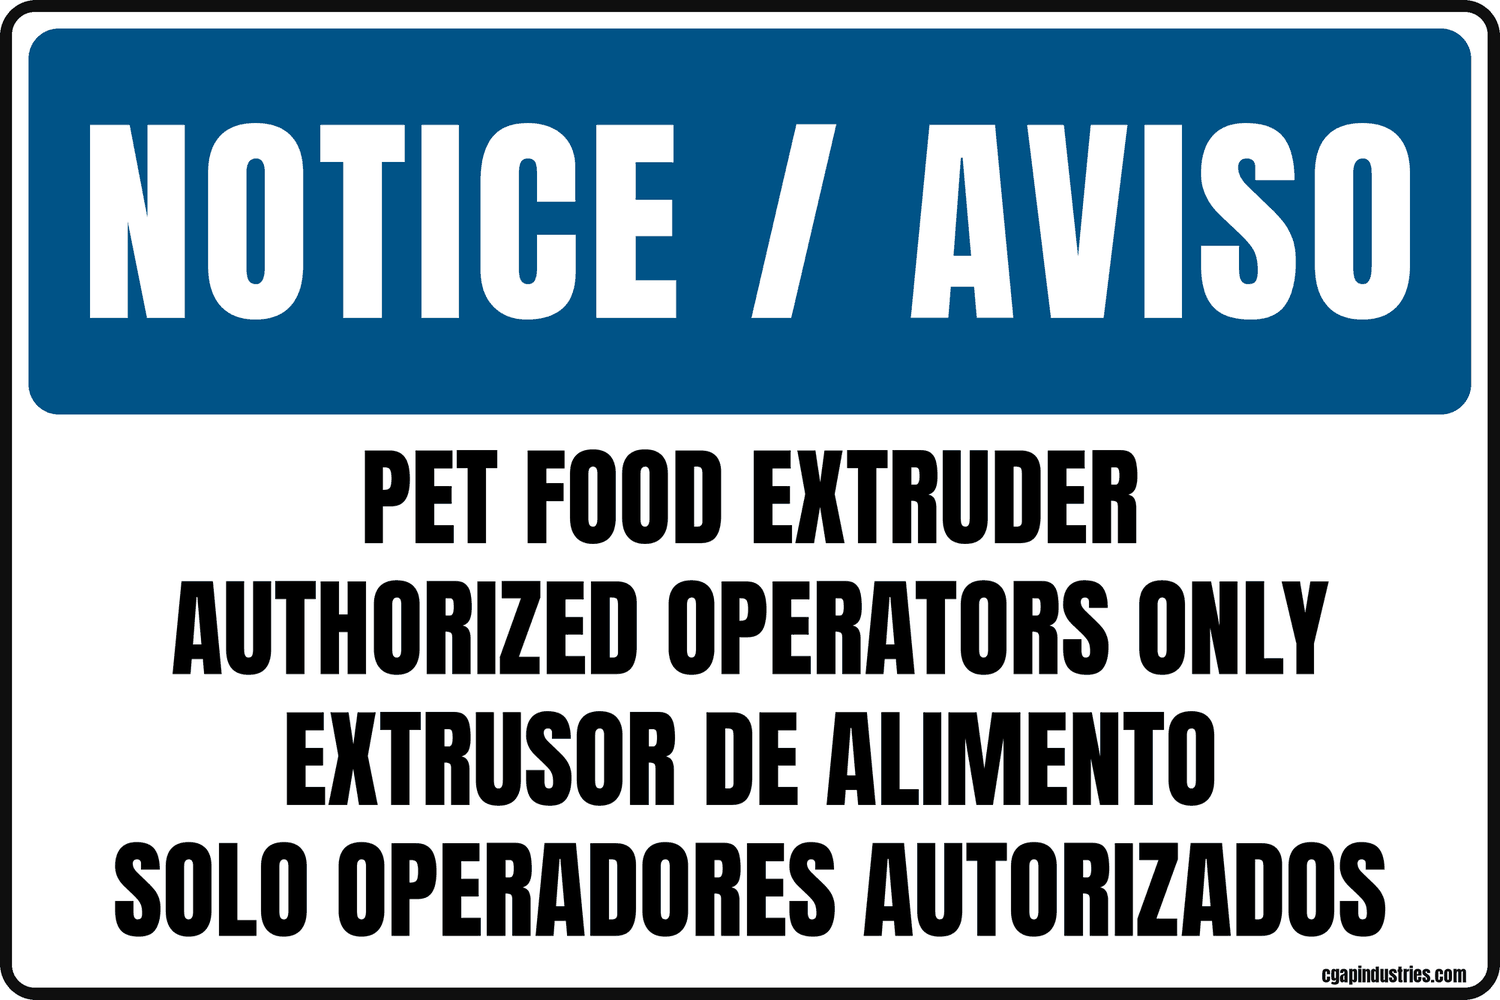 NOTICE / AVISO
PET FOOD EXTRUDER
AUTHORIZED OPERATORS ONLY
EXTRUSOR DE ALIMENTO
SOLO OPERADORES AUTORIZADOS
cgapindustries.com